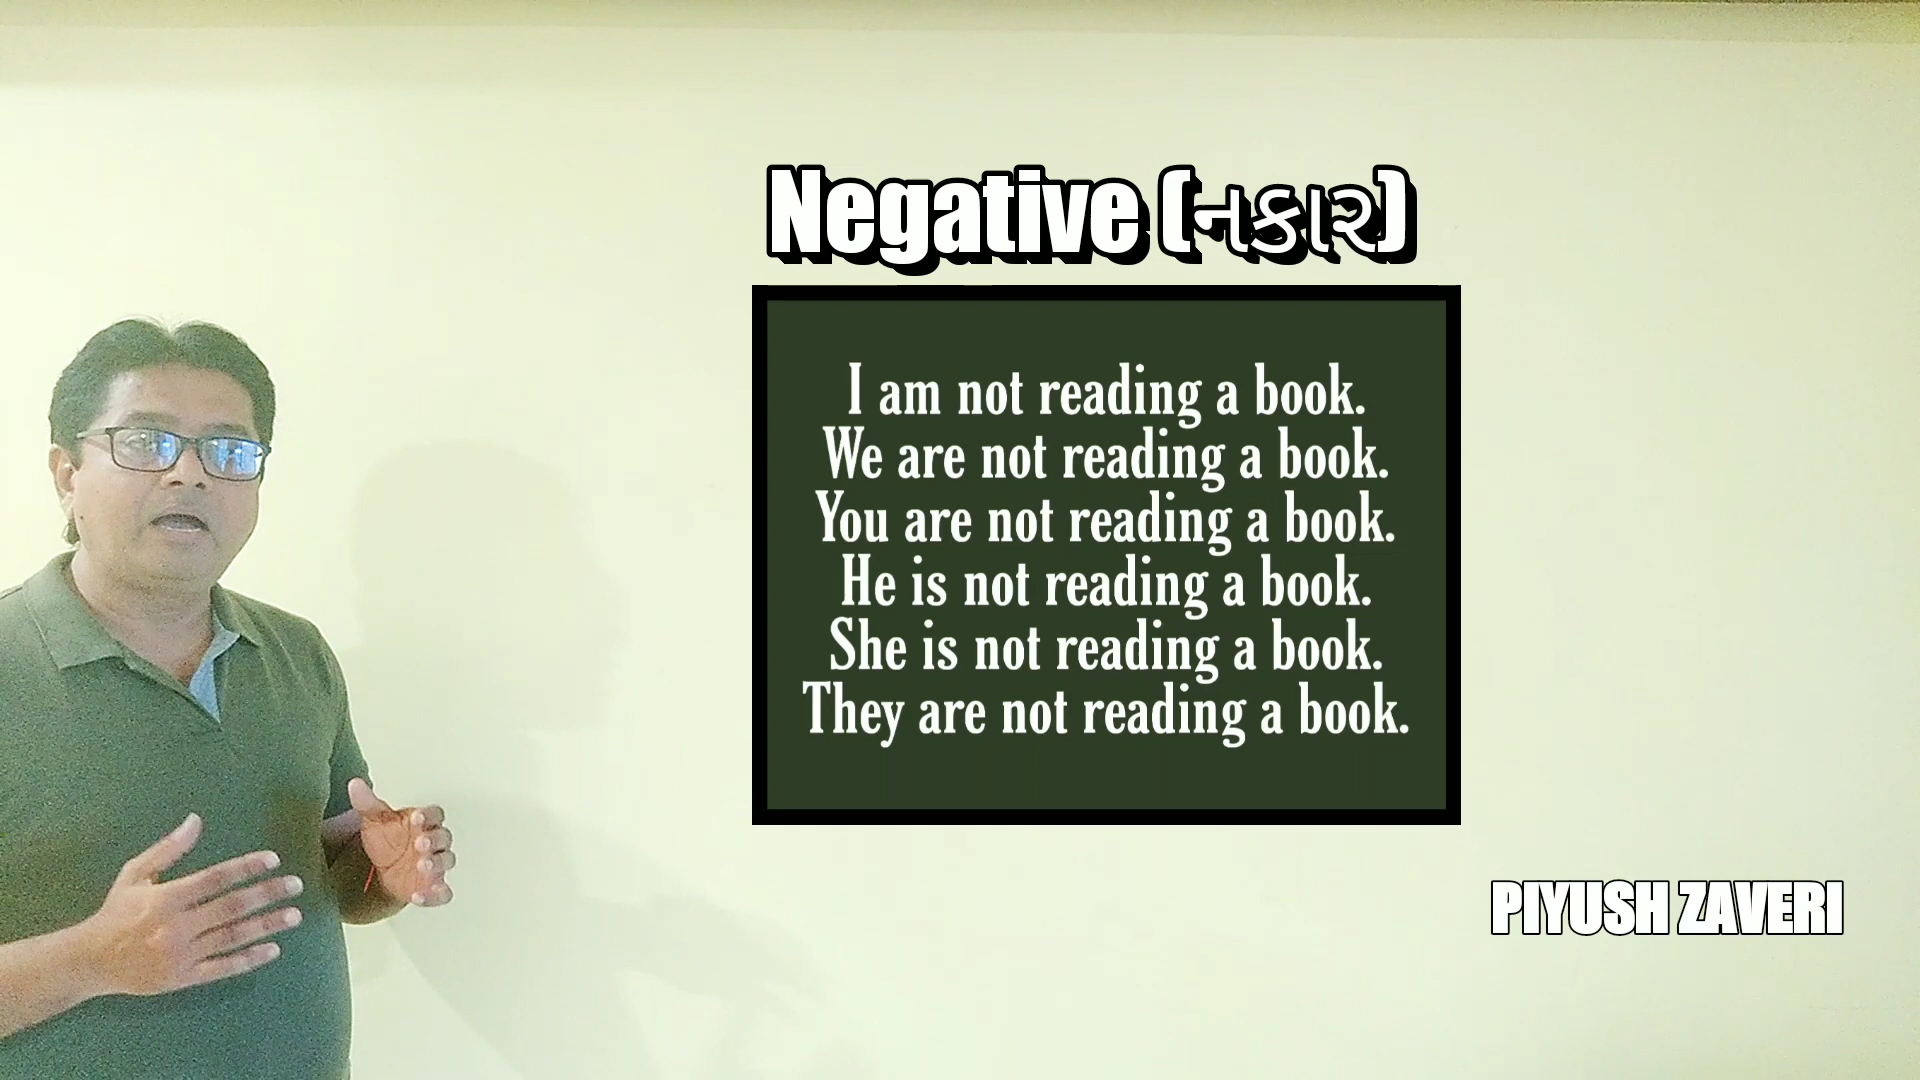 Negative (નકાર)
I am not reading a book.
We are not reading a book.
You are not reading a book.
He is not reading a book.
She is not reading a book.
They are not reading a book.
PIYUSH ZAVERI